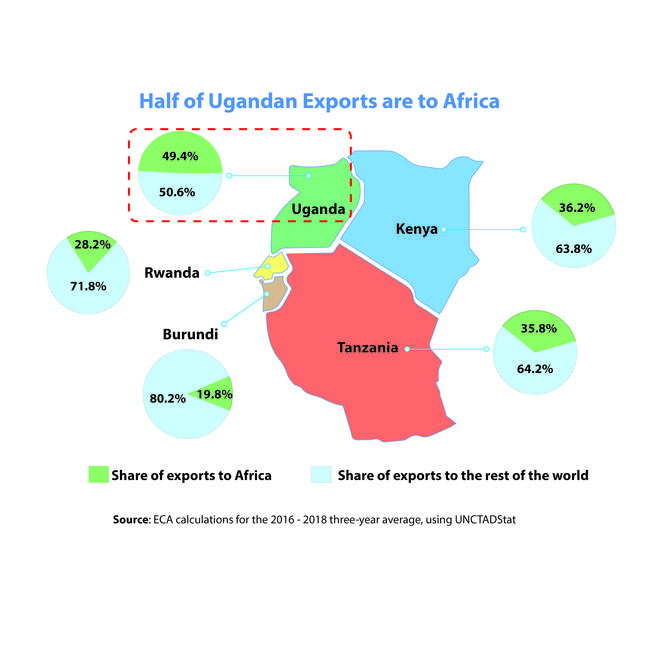 Half of Ugandan Exports are to Africa
49.4%
50.6%
Uganda
Kenya
36.2%
63.8%
28.2%
71.8%
Rwanda
Burundi
Tanzania
35.8%
64.2%
80.2%
19.8%
Share of exports to Africa
Share of exports to the rest of the world
Source: ECA calculations for the 2016 - 2018 three-year average, using UNCTADStat